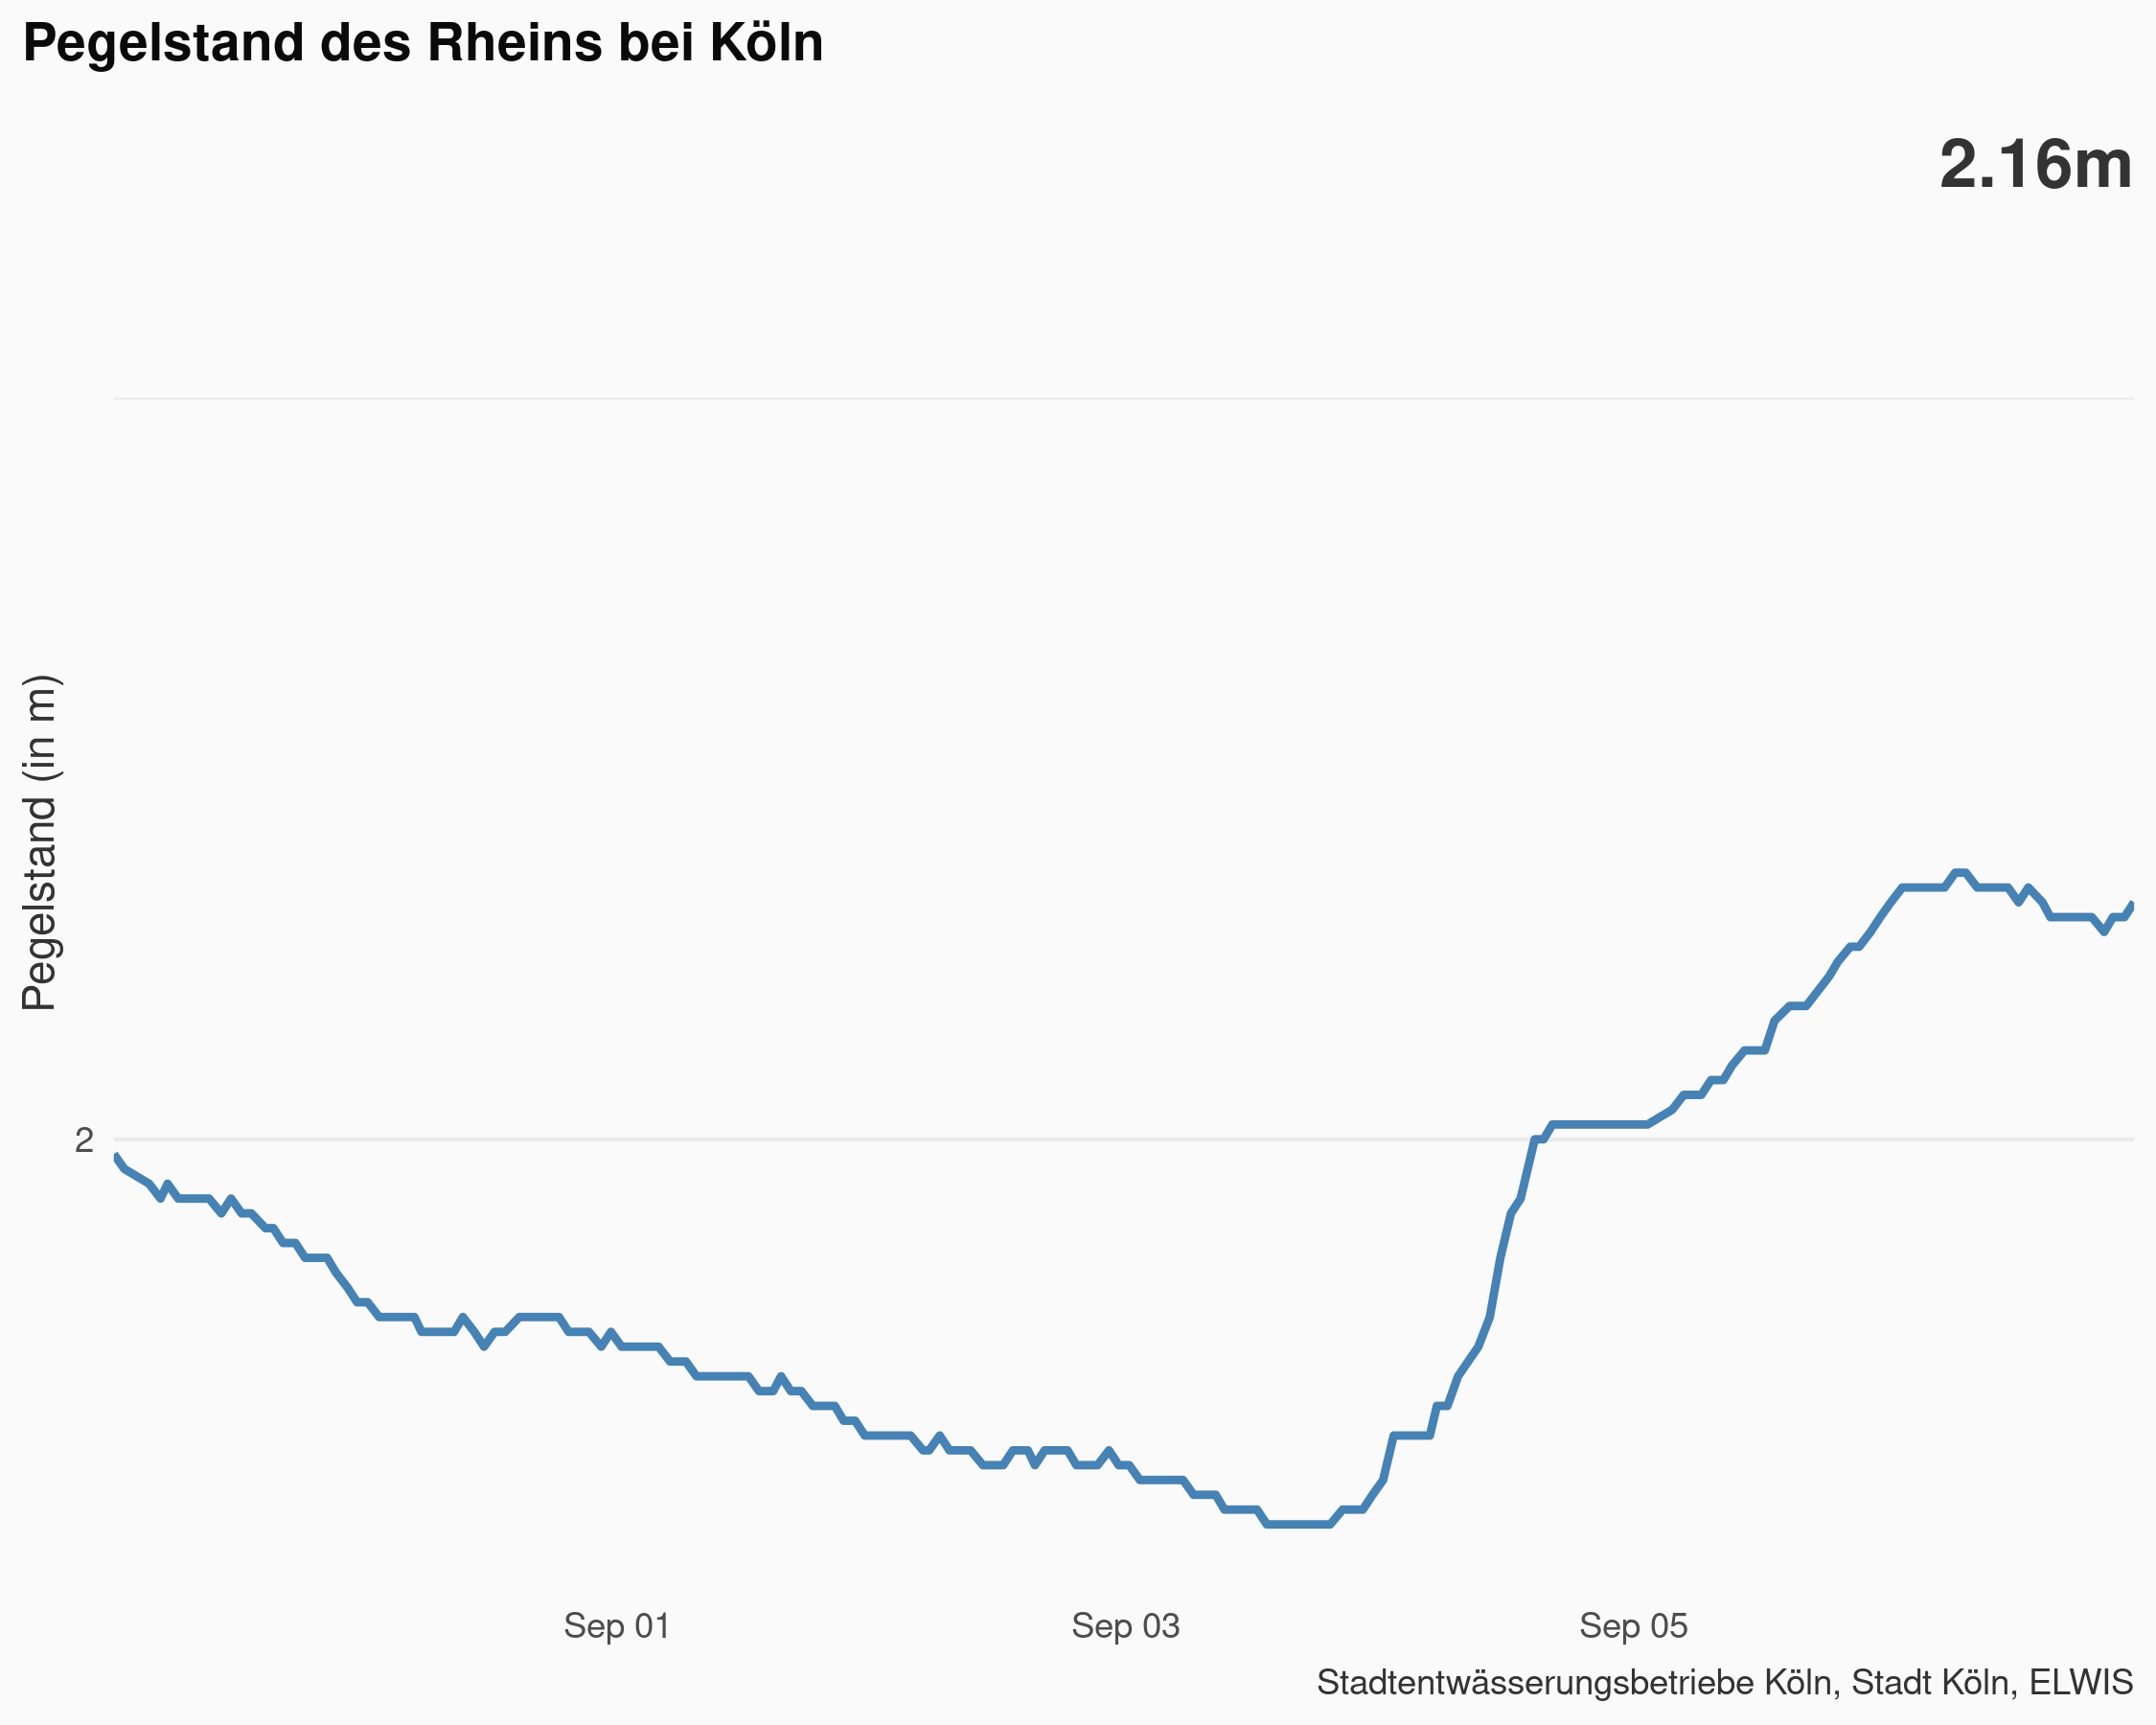 Pegelstand des Rheins bei Köln
2.16m
Pegelstand (in m)
2
Sep 01
Sep 03
Sep 05
Stadtentwässerungsbetriebe Köln, Stadt Köln, ELWIS